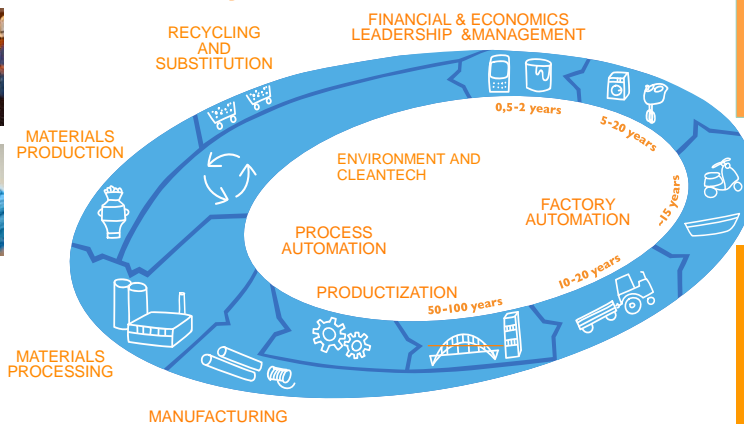 FINANCIAL & ECONOMICS
LEADERSHIP &MANAGEMENT
RECYCLING
AND
SUBSTITUTION
0,5-2 years
5-20 years
MATERIALS
PRODUCTION
ENVIRONMENT AND
CLEANTECH
~15 years
FACTORY
AUTOMATION
PROCESS
AUTOMATION
10-20 years
PRODUCTIZATION
50-100 years
MATERIALS
PROCESSING
MANUFACTURING